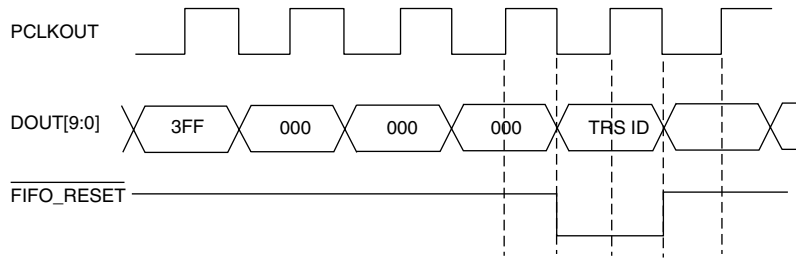 PCLKOUT
DOUT[9:0] 3FF 000 000 000 TRS ID
FIFO_RESET